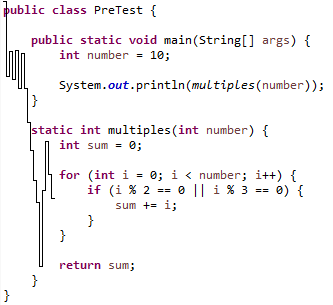 public class PreTest {
public static void main(String[] args) {
int number = 10;
System.out.println(multiples(number));
}
static int multiples(int number) {
int sum = 0;
for (int i = 0; i < number; i++) {
if (i % 2 == 0 || i % 3 == 0) {
sum += i;
}
}
return sum;
}
}